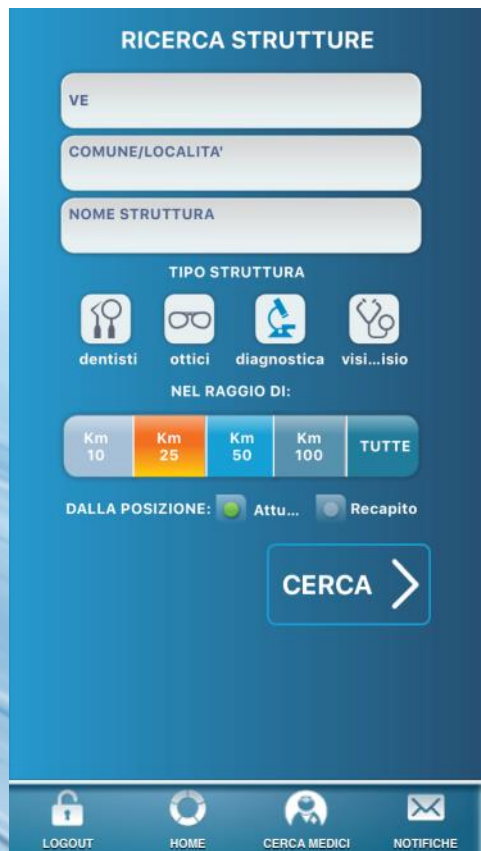 RICERCA STRUTTURE
VE
COMUNE/LOCALITA'
NOME STRUTTURA
TIPO STRUTTURA
dentisti ottici diagnostica visi...isio
NEL RAGGIO DI:
Km 10 Km 25 Km 50 Km 100 TUTTE
DALLA POSIZIONE: Attu... Recapito
CERCA
LOGOUT HOME CERCA MEDICI NOTIFICHE